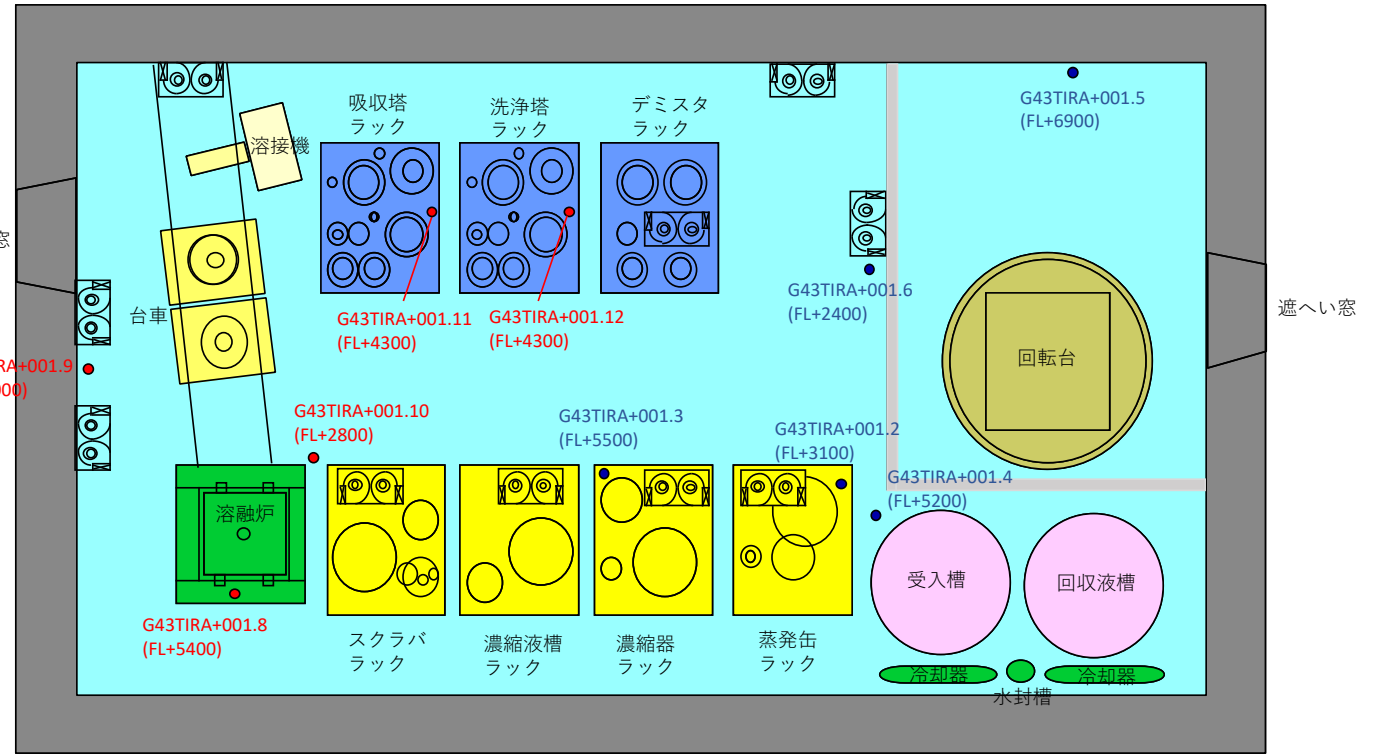 G43TIRA+001.5
(FL+6900)
吸収塔
ラック
洗浄塔
ラック
デミスタ
ラック
溶接機
窓
G43TIRA+001.6
(FL+2400)
遮へい窓
台車
G43TIRA+001.11
(FL+4300)
G43TIRA+001.12
(FL+4300)
回転台
RA+001.9
00)
G43TIRA+001.10
(FL+2800)
G43TIRA+001.3
(FL+5500)
G43TIRA+001.2
(FL+3100)
G43TIRA+001.4
(FL+5200)
溶融炉
受入槽
回収液槽
G43TIRA+001.8
(FL+5400)
スクラバ
ラック
濃縮液槽
ラック
濃縮器
ラック
蒸発缶
ラック
冷却器
冷却器
水封槽